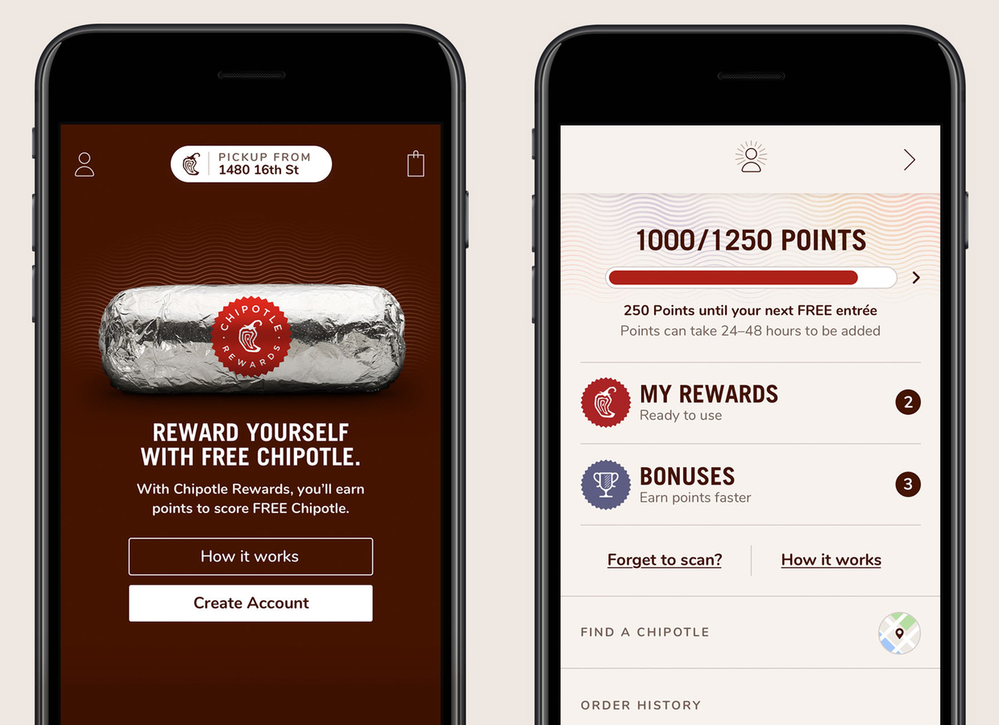 PICKUP FROM
1480 16th St
CHIPOTLE
REWARDS
REWARD YOURSELF
WITH FREE CHIPOTLE.
With Chipotle Rewards, you’ll earn
points to score FREE Chipotle.
How it works
Create Account
1000/1250 POINTS
250 Points until your next FREE entrée
Points can take 24–48 hours to be added
MY REWARDS
Ready to use
2
BONUSES
Earn points faster
3
Forget to scan?
How it works
FIND A CHIPOTLE
ORDER HISTORY